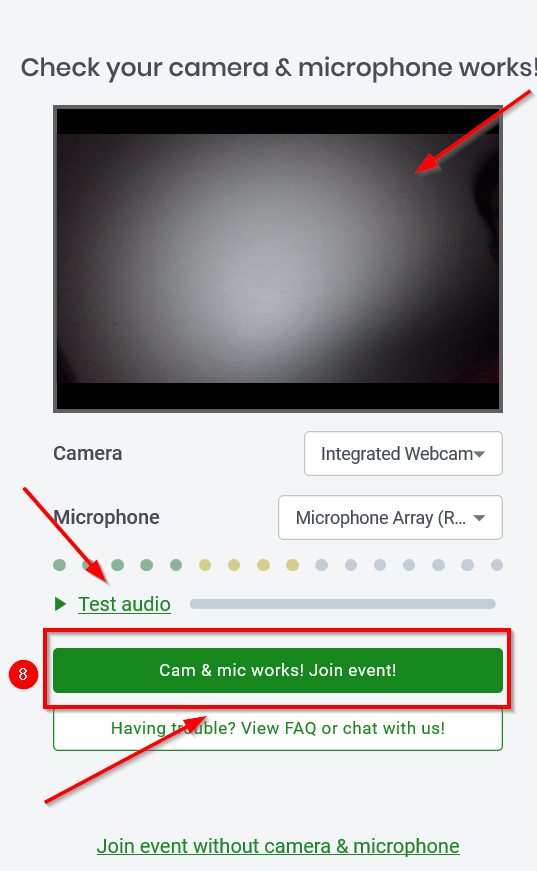 Check your camera & microphone works!
Camera
Integrated Webcam
Microphone
Microphone Array (R...
Test audio
8
Cam & mic works! Join event!
Having trouble? View FAQ or chat with us!
Join event without camera & microphone